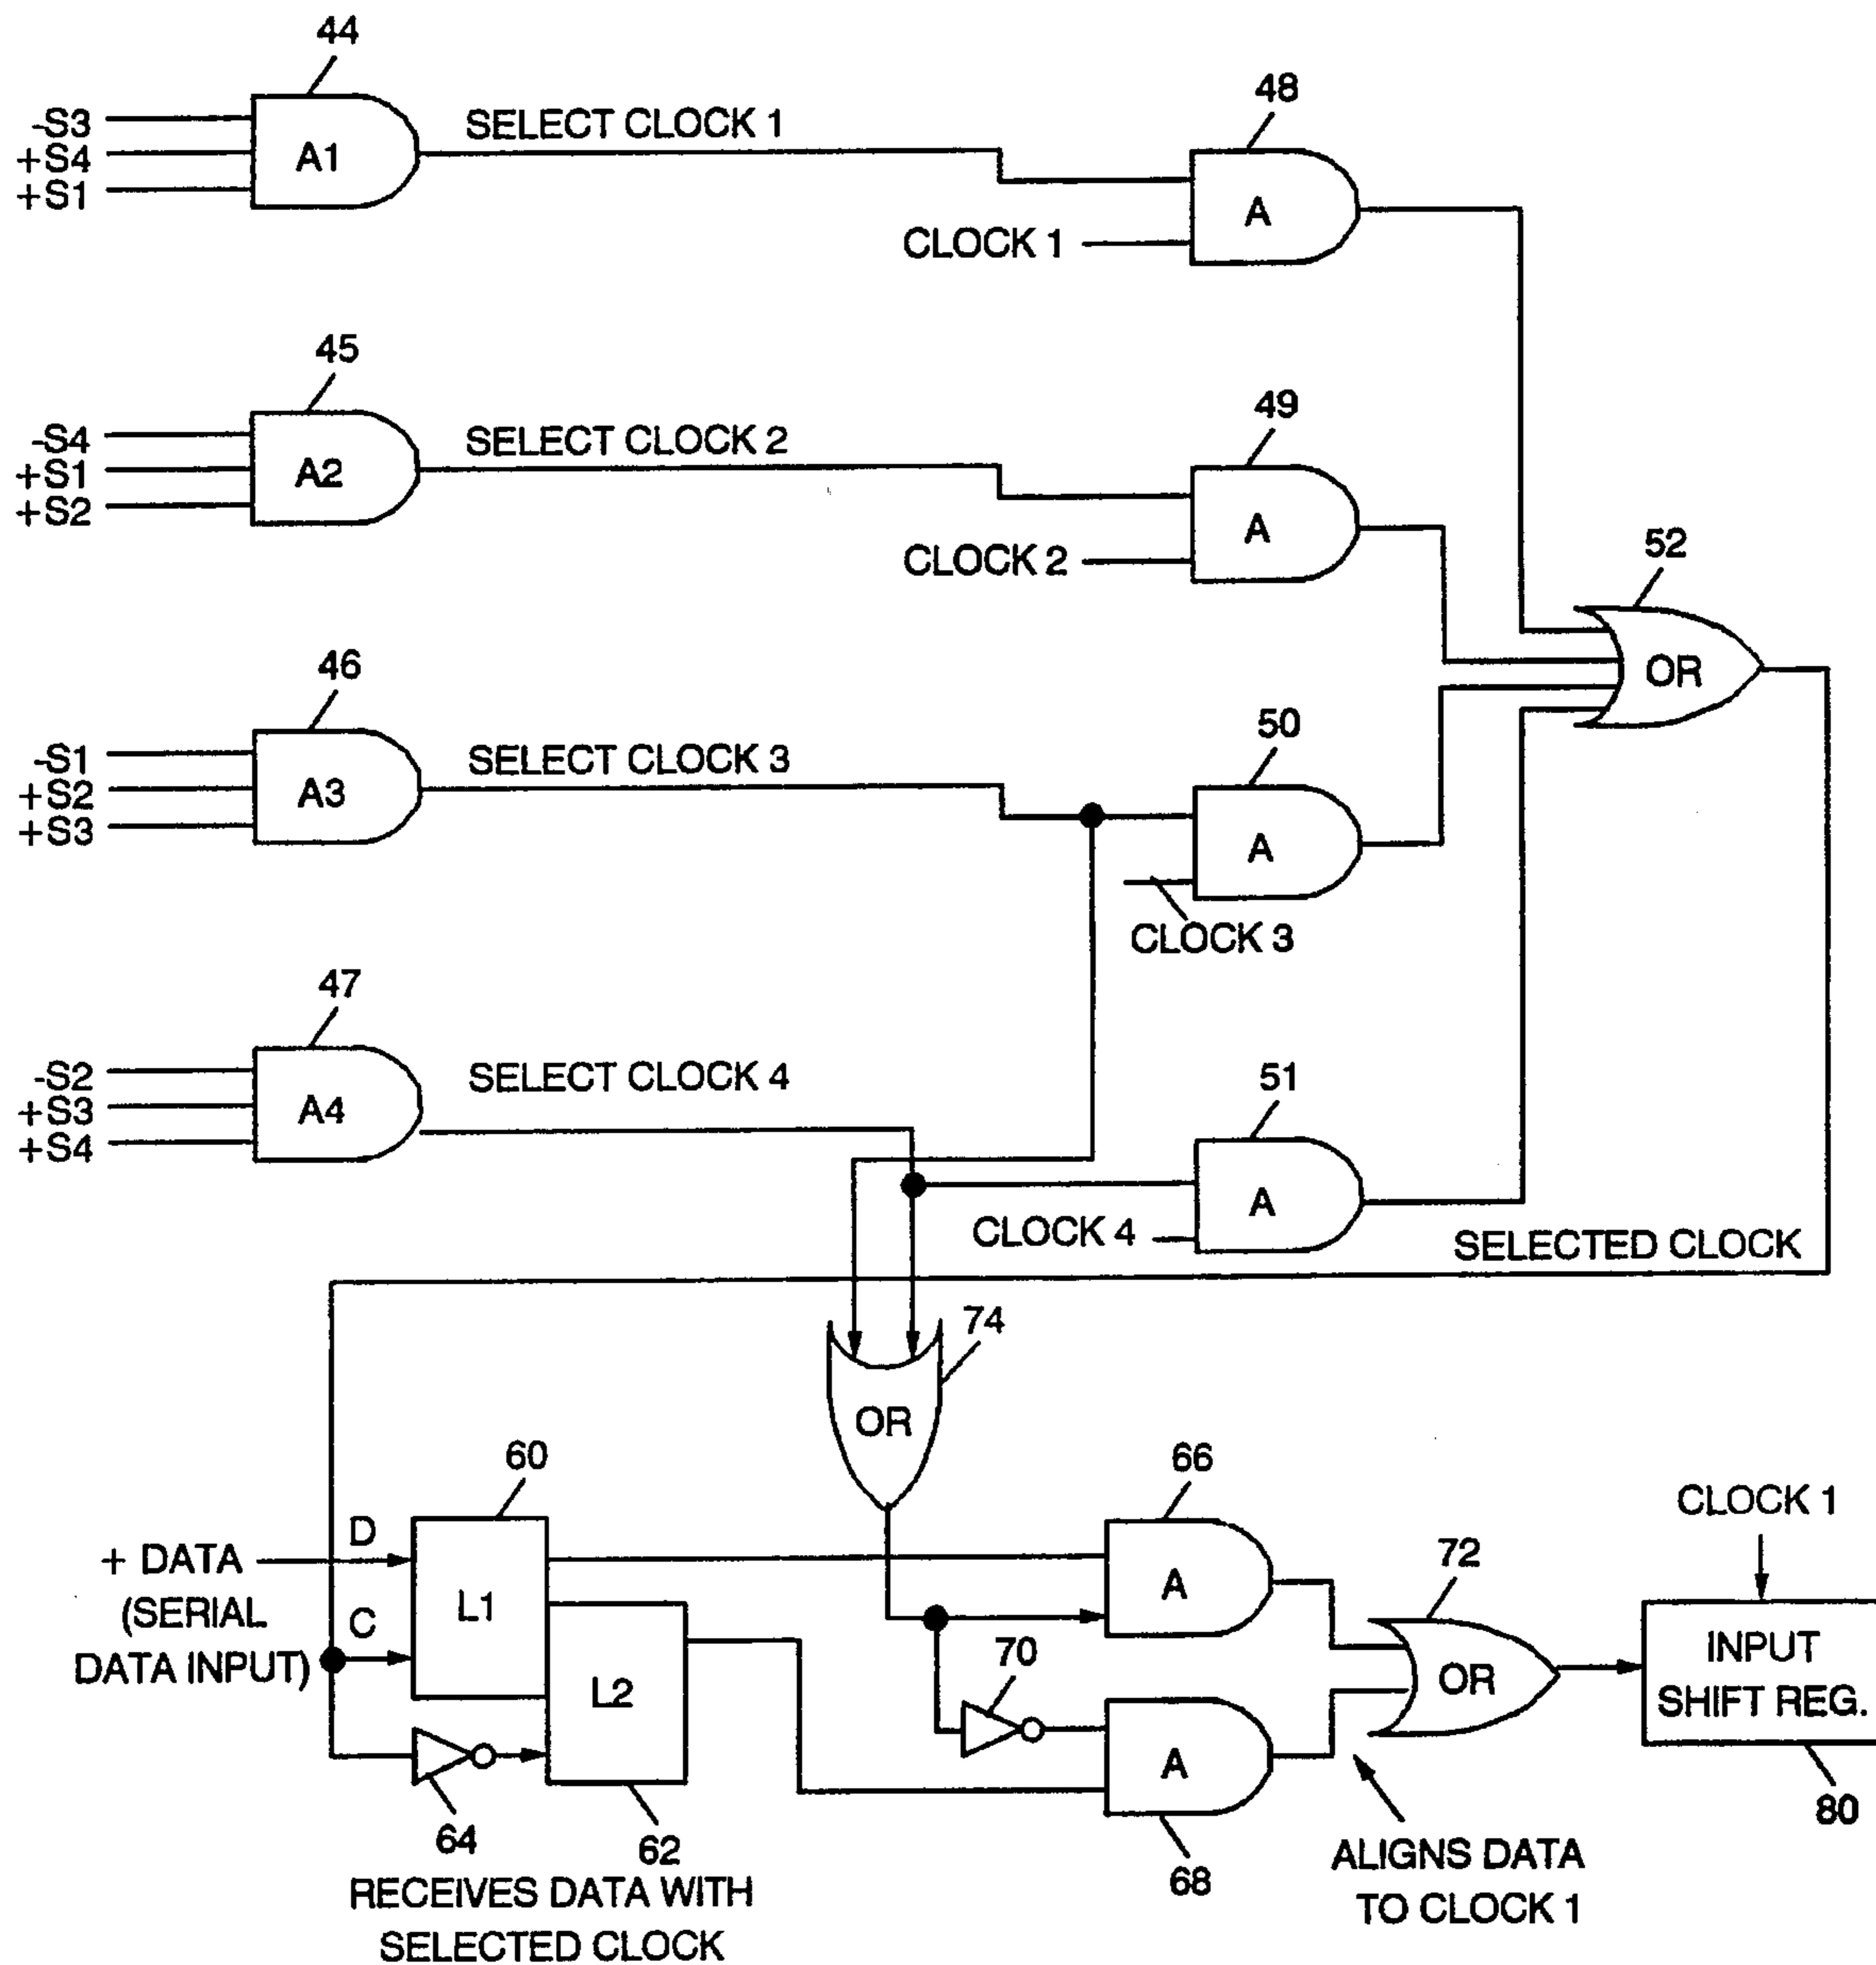 44
-S3
+S4
+S1
A1
SELECT CLOCK 1
48
A
CLOCK 1
45
-S4
+S1
+S2
A2
SELECT CLOCK 2
49
A
CLOCK 2
52
OR
46
-S1
+S2
+S3
A3
SELECT CLOCK 3
50
A
CLOCK 3
47
-S2
+S3
+S4
A4
SELECT CLOCK 4
51
A
CLOCK 4
SELECTED CLOCK
74
OR
60
D
+ DATA
(SERIAL
DATA INPUT)
C
L1
L2
64
62
RECEIVES DATA WITH
SELECTED CLOCK
66
A
70
A
68
72
OR
ALIGNS DATA
TO CLOCK 1
CLOCK 1
INPUT
SHIFT REG.
80